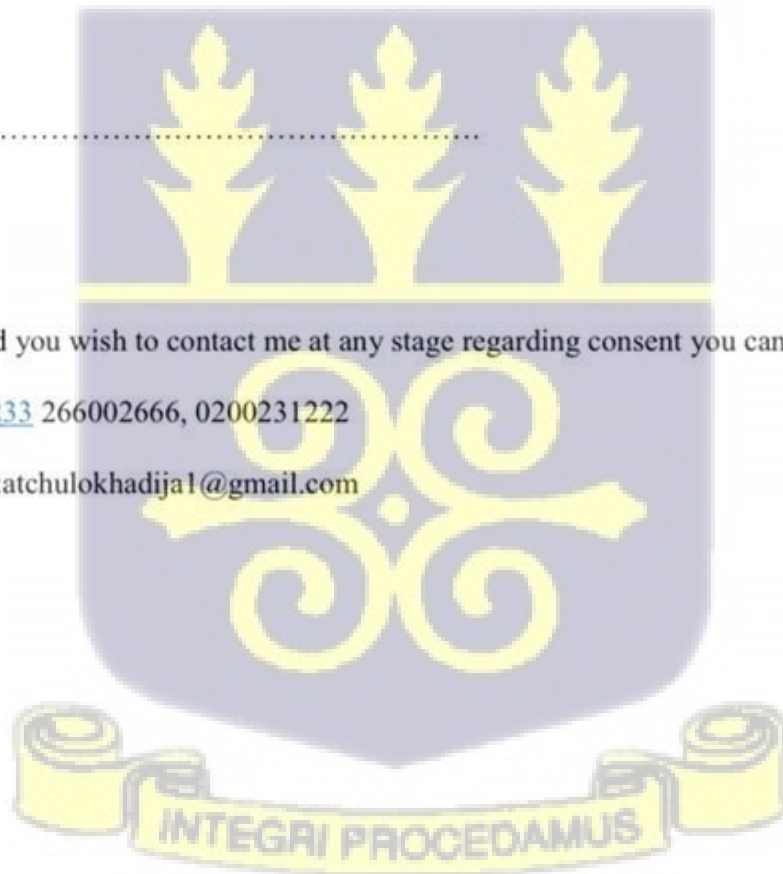 ................................................................
d you wish to contact me at any stage regarding consent you can
233 266002666, 0200231222
atchulokhadija1@gmail.com
INTEGRI PROCEDAMUS